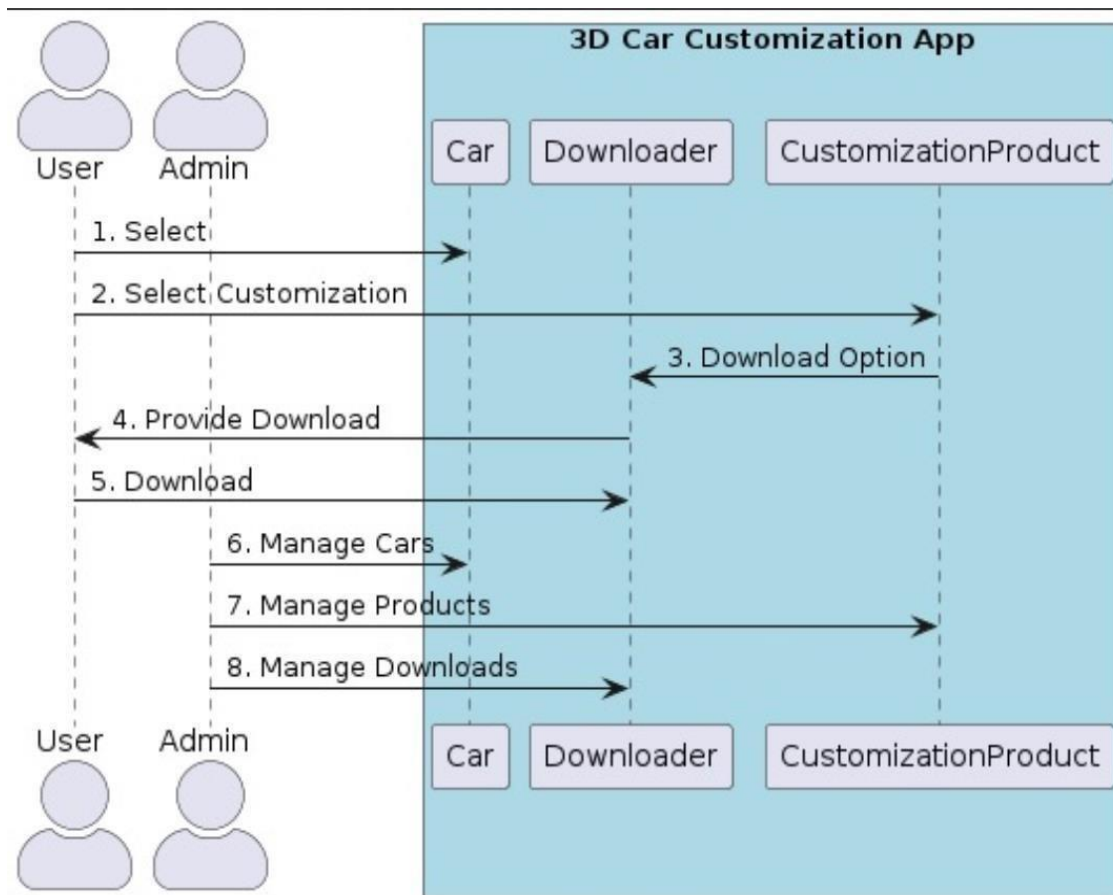 3D Car Customization App
User
Admin
Car
Downloader
CustomizationProduct
1. Select
2. Select Customization
3. Download Option
4. Provide Download
5. Download
6. Manage Cars
7. Manage Products
8. Manage Downloads
User
Admin
Car
Downloader
CustomizationProduct